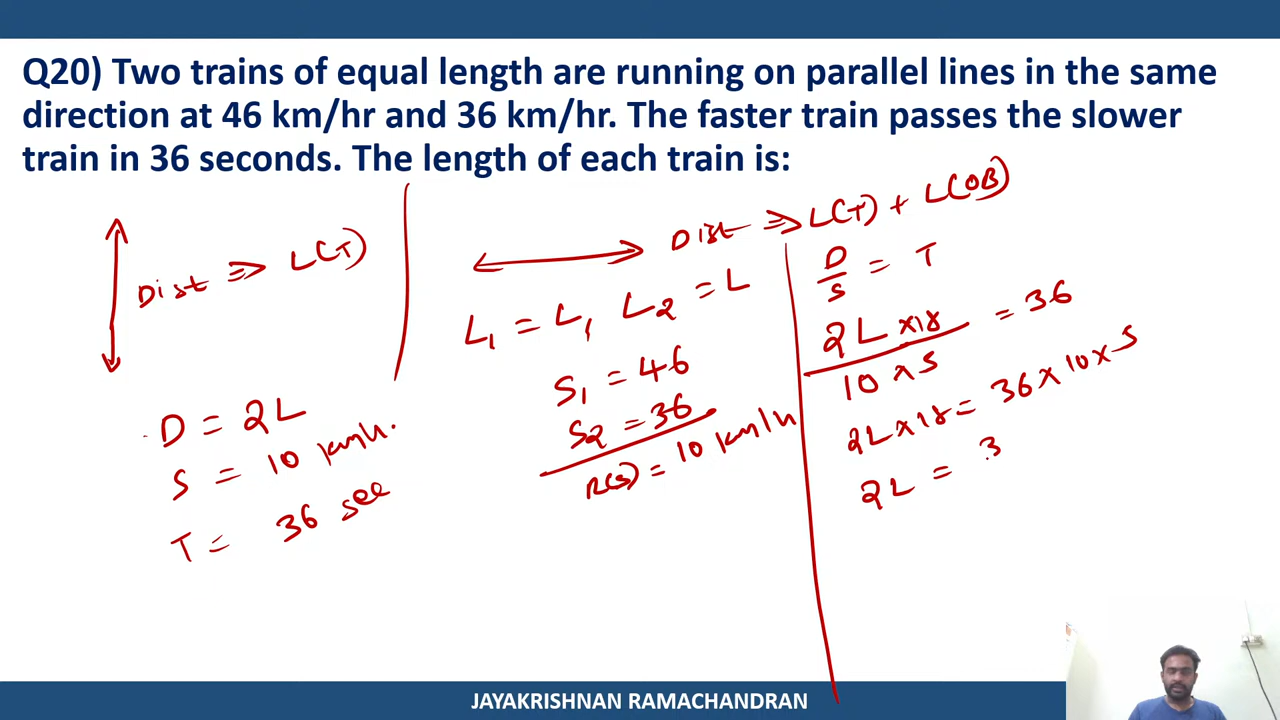 Q20) Two trains of equal length are running on parallel lines in the same
direction at 46 km/hr and 36 km/hr. The faster train passes the slower
train in 36 seconds. The length of each train is:
Dist ⇒ L(T)
D = 2L
S = 10 km/h.
T = 36 sec
Dist ⇒ L(T) + L(OB)
L₁ = L, L₂ = L
S₁ = 46
S₂ = 36
R(S) = 10 km/h
D/S = T
2L × 18 / 10 × 5 = 36
2L × 18 = 36 × 10 × 5
2L = 3
JAYAKRISHNAN RAMACHANDRAN